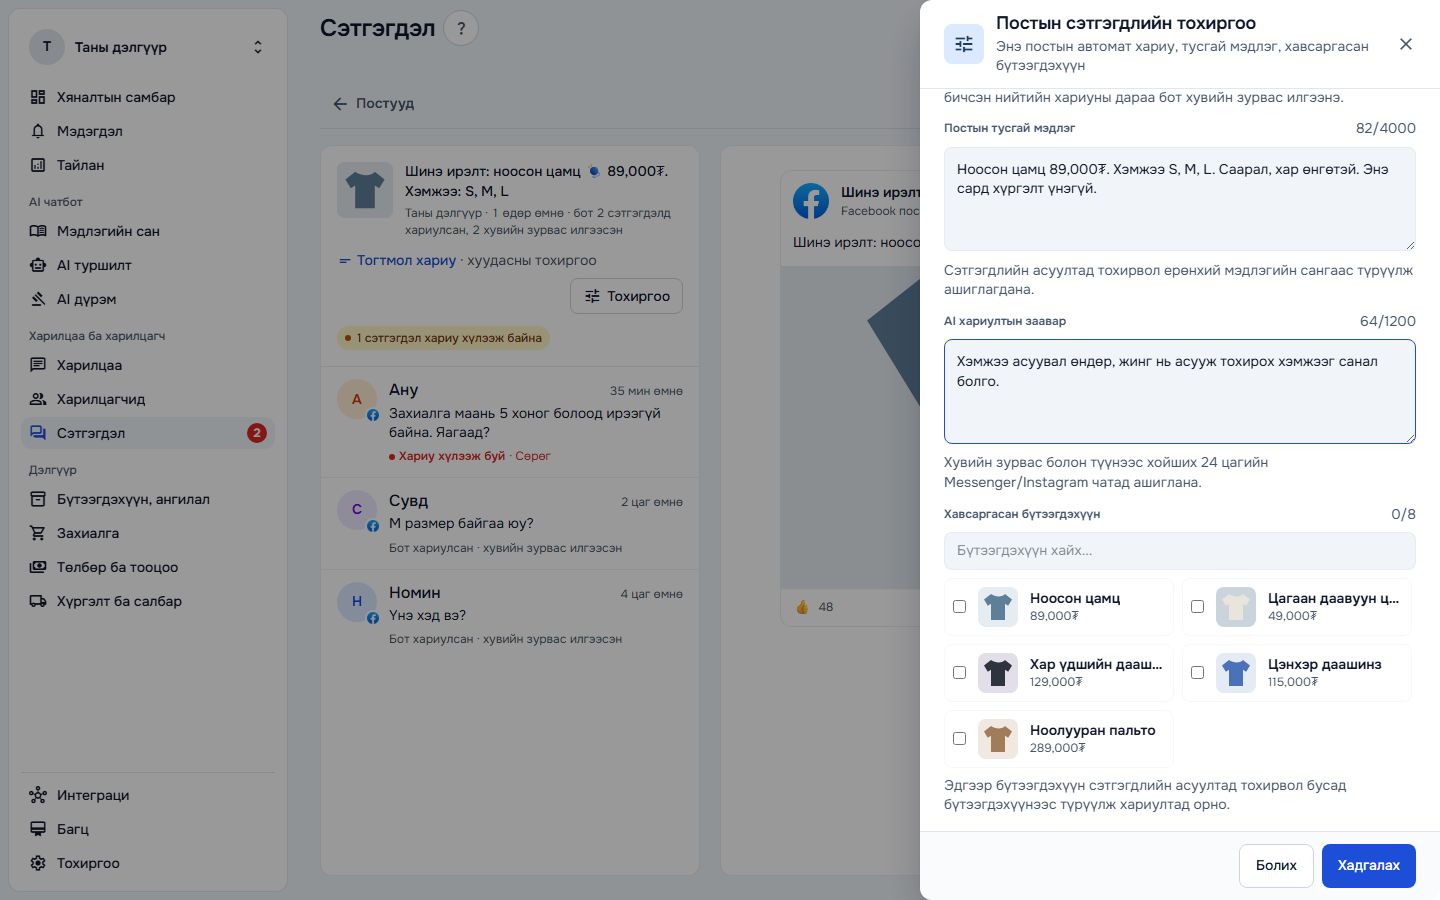 T
Таны дэлгүүр
Хяналтын самбар
Мэдэгдэл
Тайлан
AI чатбот
Мэдлэгийн сан
AI туршилт
AI дүрэм
Харилцаа ба харилцагч
Харилцаа
Харилцагчид
Сэтгэгдэл
2
Дэлгүүр
Бүтээгдэхүүн, ангилал
Захиалга
Төлбөр ба тооцоо
Хүргэлт ба салбар
Интеграци
Багц
Тохиргоо
Сэтгэгдэл
?
Постууд
Шинэ ирэлт: ноосон цамц 89,000₮.
Хэмжээ: S, M, L
Таны дэлгүүр · 1 өдөр өмнө · бот 2 сэтгэгдэлд
хариулсан, 2 хувийн зурвас илгээсэн
Тогтмол хариу · хуудасны тохиргоо
Тохиргоо
1 сэтгэгдэл хариу хүлээж байна
А
Ану
35 мин өмнө
Захиалга маань 5 хоног болоод ирээгүй
байна. Яагаад?
Хариу хүлээж буй · Сөрөг
С
Сувд
2 цаг өмнө
М размер байгаа юу?
Бот хариулсан · хувийн зурвас илгээсэн
Н
Номин
4 цаг өмнө
Үнэ хэд вэ?
Бот хариулсан · хувийн зурвас илгээсэн
Шинэ ирэлт
Facebook пос
Шинэ ирэлт: ноосо
48
Постын сэтгэгдлийн тохиргоо
Энэ постын автомат хариу, тусгай мэдлэг, хавсаргасан
бүтээгдэхүүн
бичсэн нийтийн хариуны дараа бот хувийн зурвас илгээнэ.
Постын тусгай мэдлэг
82/4000
Ноосон цамц 89,000₮. Хэмжээ S, M, L. Саарал, хар өнгөтэй. Энэ
сард хүргэлт үнэгүй.
Сэтгэгдлийн асуултад тохирвол ерөнхий мэдлэгийн сангаас түрүүлж
ашиглагдана.
AI хариултын заавар
64/1200
Хэмжээ асуувал өндөр, жинг нь асууж тохирох хэмжээг санал
болго.
Хувийн зурвас болон түүнээс хойших 24 цагийн
Messenger/Instagram чатад ашиглана.
Хавсаргасан бүтээгдэхүүн
0/8
Бүтээгдэхүүн хайх...
Ноосон цамц
89,000₮
Цагаан даавуун ц...
49,000₮
Хар үдшийн дааш...
129,000₮
Цэнхэр даашинз
115,000₮
Ноолууран пальто
289,000₮
Эдгээр бүтээгдэхүүн сэтгэгдлийн асуултад тохирвол бусад
бүтээгдэхүүнээс түрүүлж хариултад орно.
Болих
Хадгалах